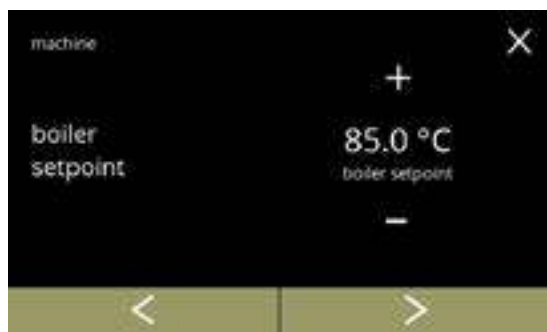 machine
+
boiler
setpoint
85.0 °C
boiler setpoint
-